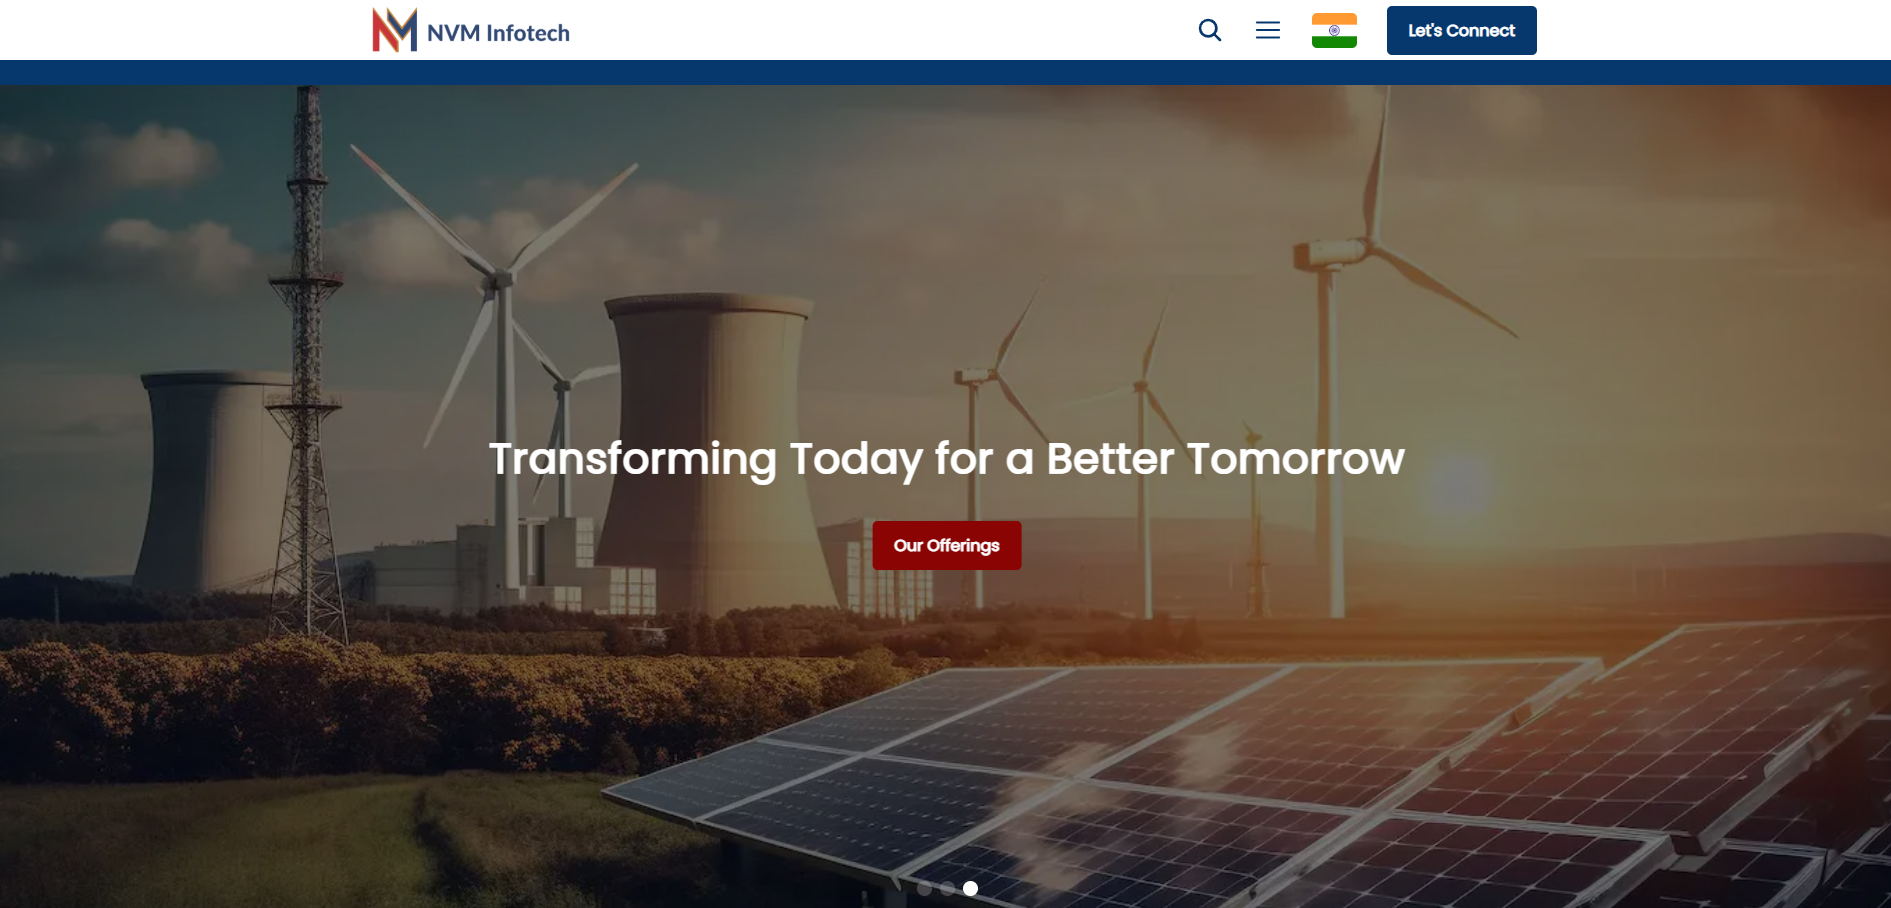 NVM Infotech
Let's Connect
Transforming Today for a Better Tomorrow
Our Offerings